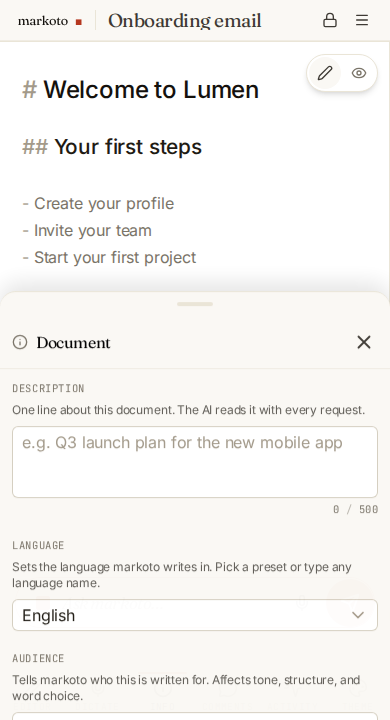 markoto
Onboarding email
# Welcome to Lumen
## Your first steps
- Create your profile
- Invite your team
- Start your first project
Document
DESCRIPTION
One line about this document. The AI reads it with every request.
e.g. Q3 launch plan for the new mobile app
0 / 500
LANGUAGE
Sets the language markoto writes in. Pick a preset or type any
language name.
English
AUDIENCE
Tells markoto who this is written for. Affects tone, structure, and
word choice.